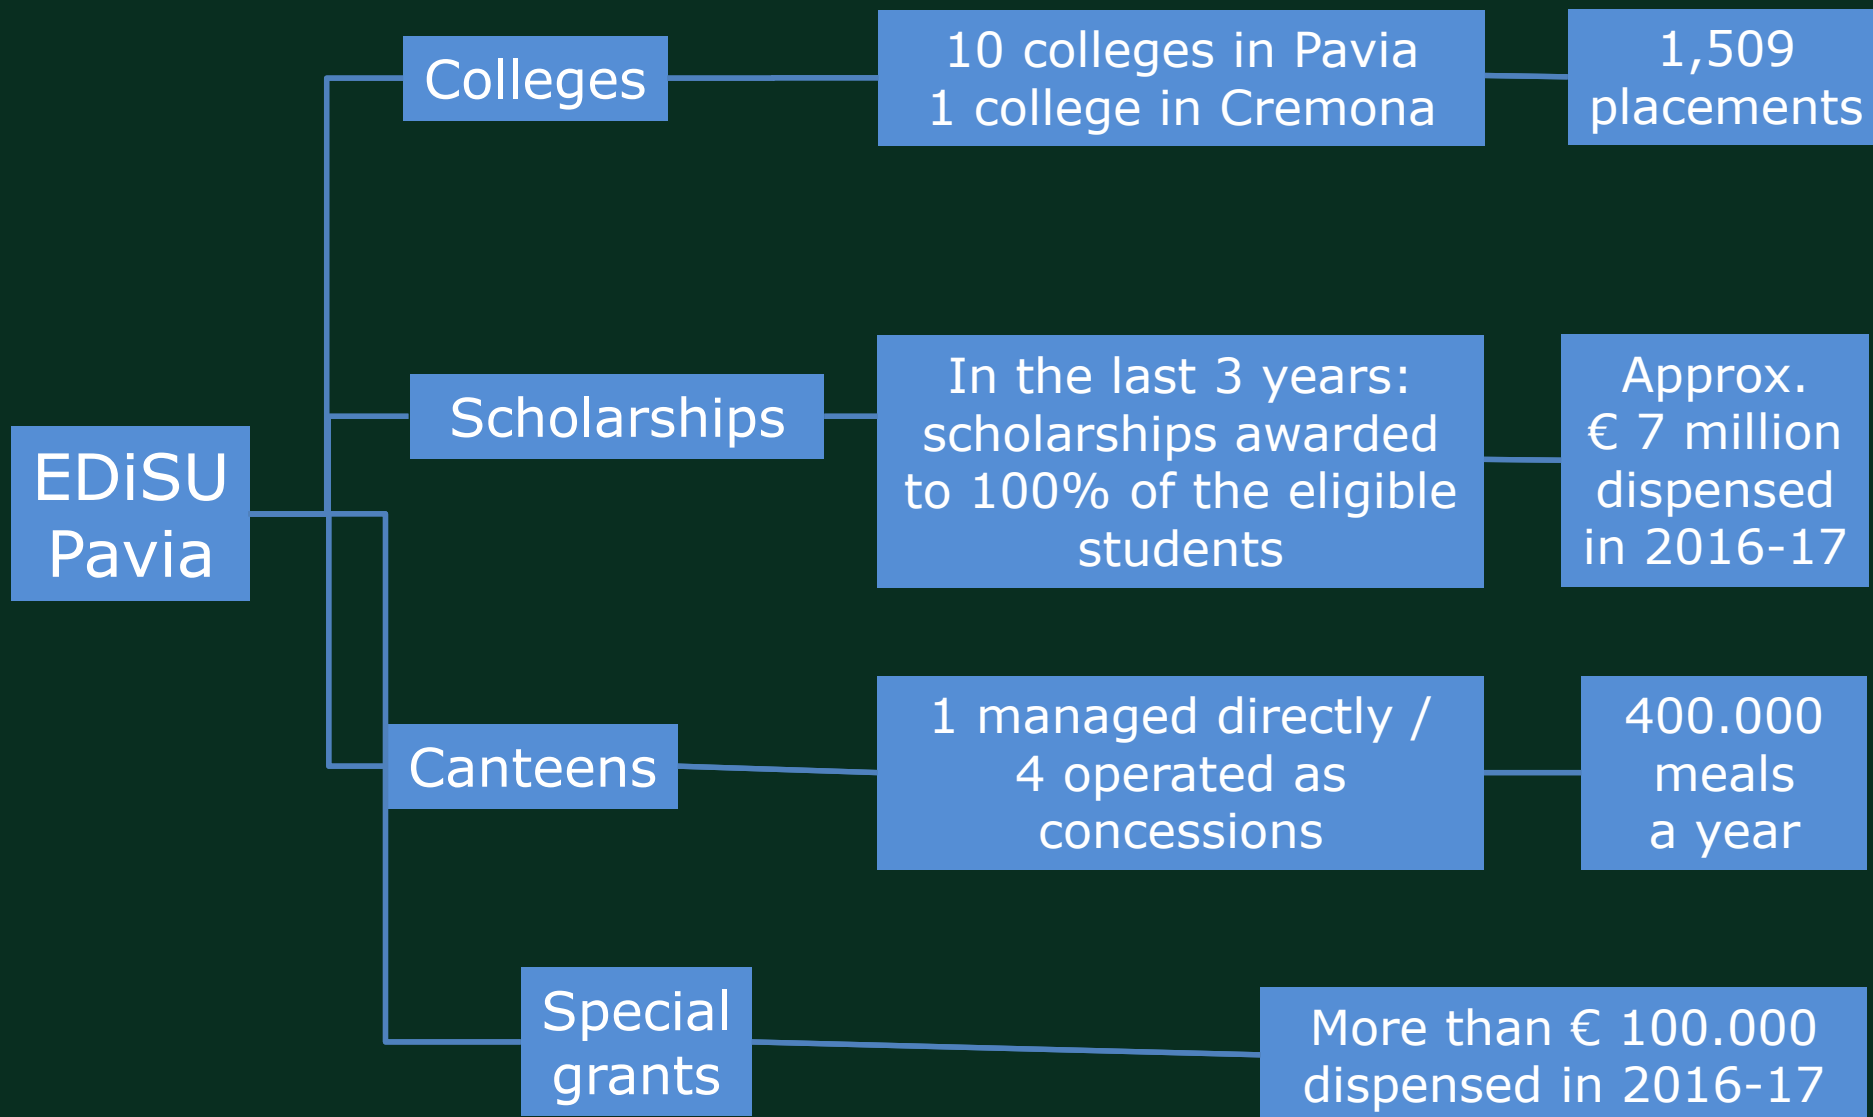 EDiSU
Pavia
Colleges
10 colleges in Pavia
1 college in Cremona
1,509
placements
Scholarships
In the last 3 years:
scholarships awarded
to 100% of the eligible
students
Approx.
€ 7 million
dispensed
in 2016-17
Canteens
1 managed directly /
4 operated as
concessions
400.000
meals
a year
Special
grants
More than € 100.000
dispensed in 2016-17